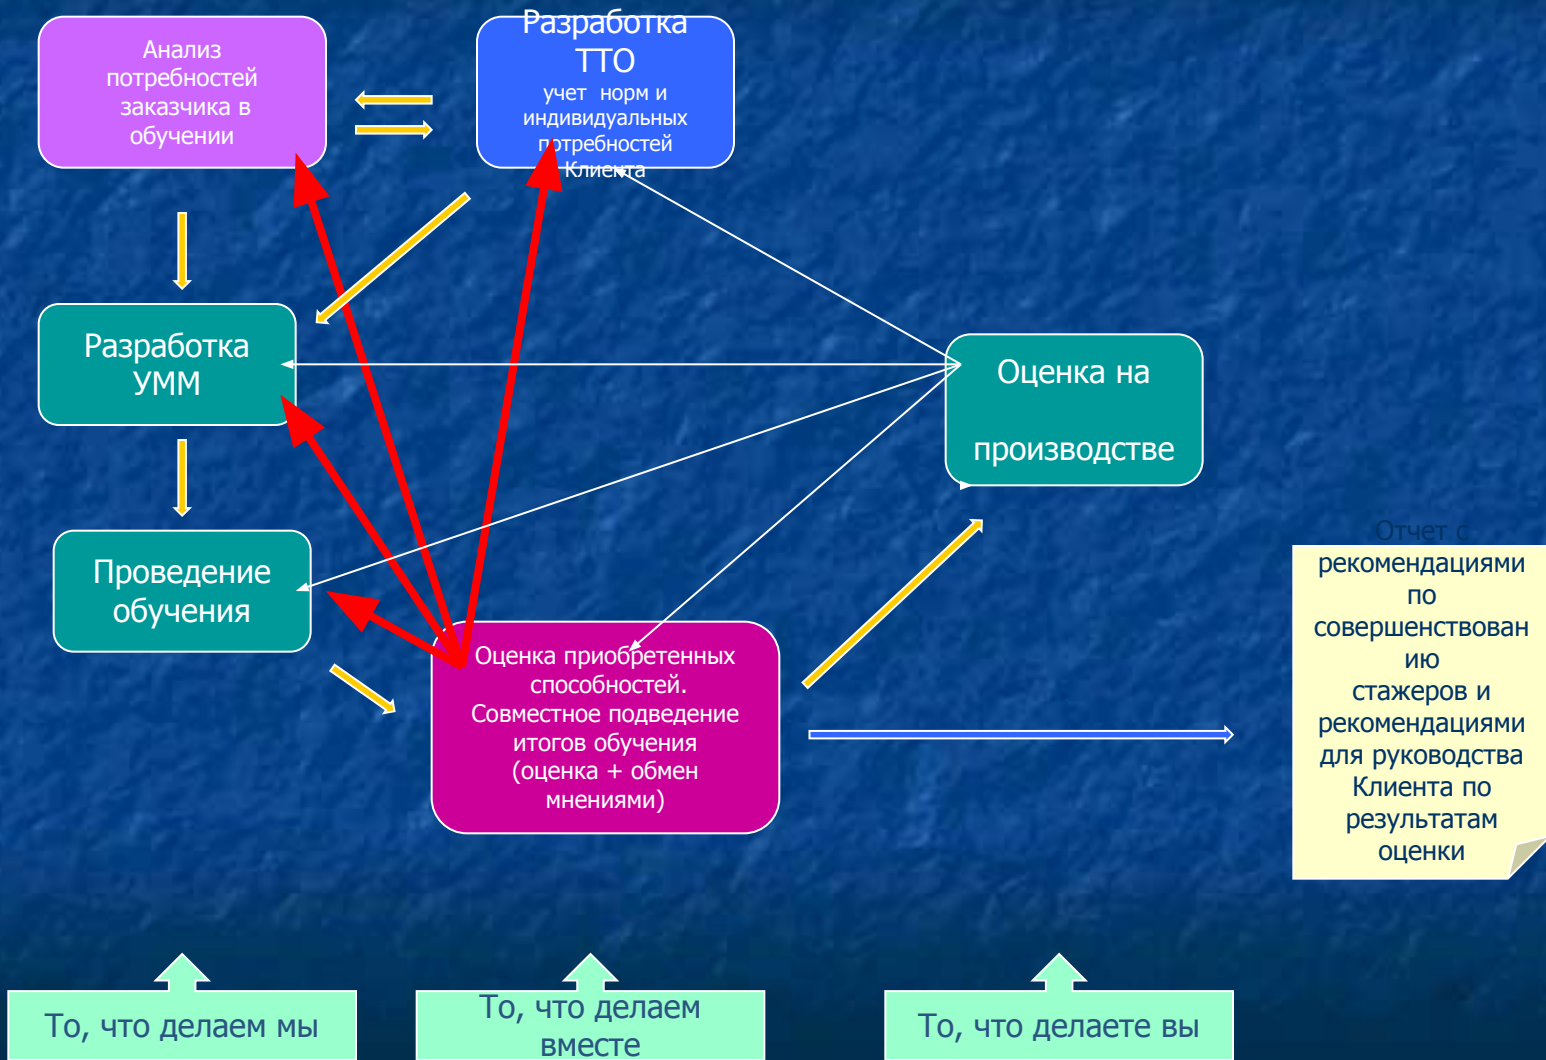 Анализ
потребностей
заказчика в
обучении
Разработка
ТТО
учет норм и
индивидуальных
потребностей
Клиента
Разработка
УММ
Оценка на
производстве
Проведение
обучения
Оценка приобретенных
способностей.
Совместное подведение
итогов обучения
(оценка + обмен
мнениями)
Отчет с
рекомендациями
по
совершенствован
ию
стажеров и
рекомендациями
для руководства
Клиента по
результатам
оценки
То, что делаем мы
То, что делаем
вместе
То, что делаете вы